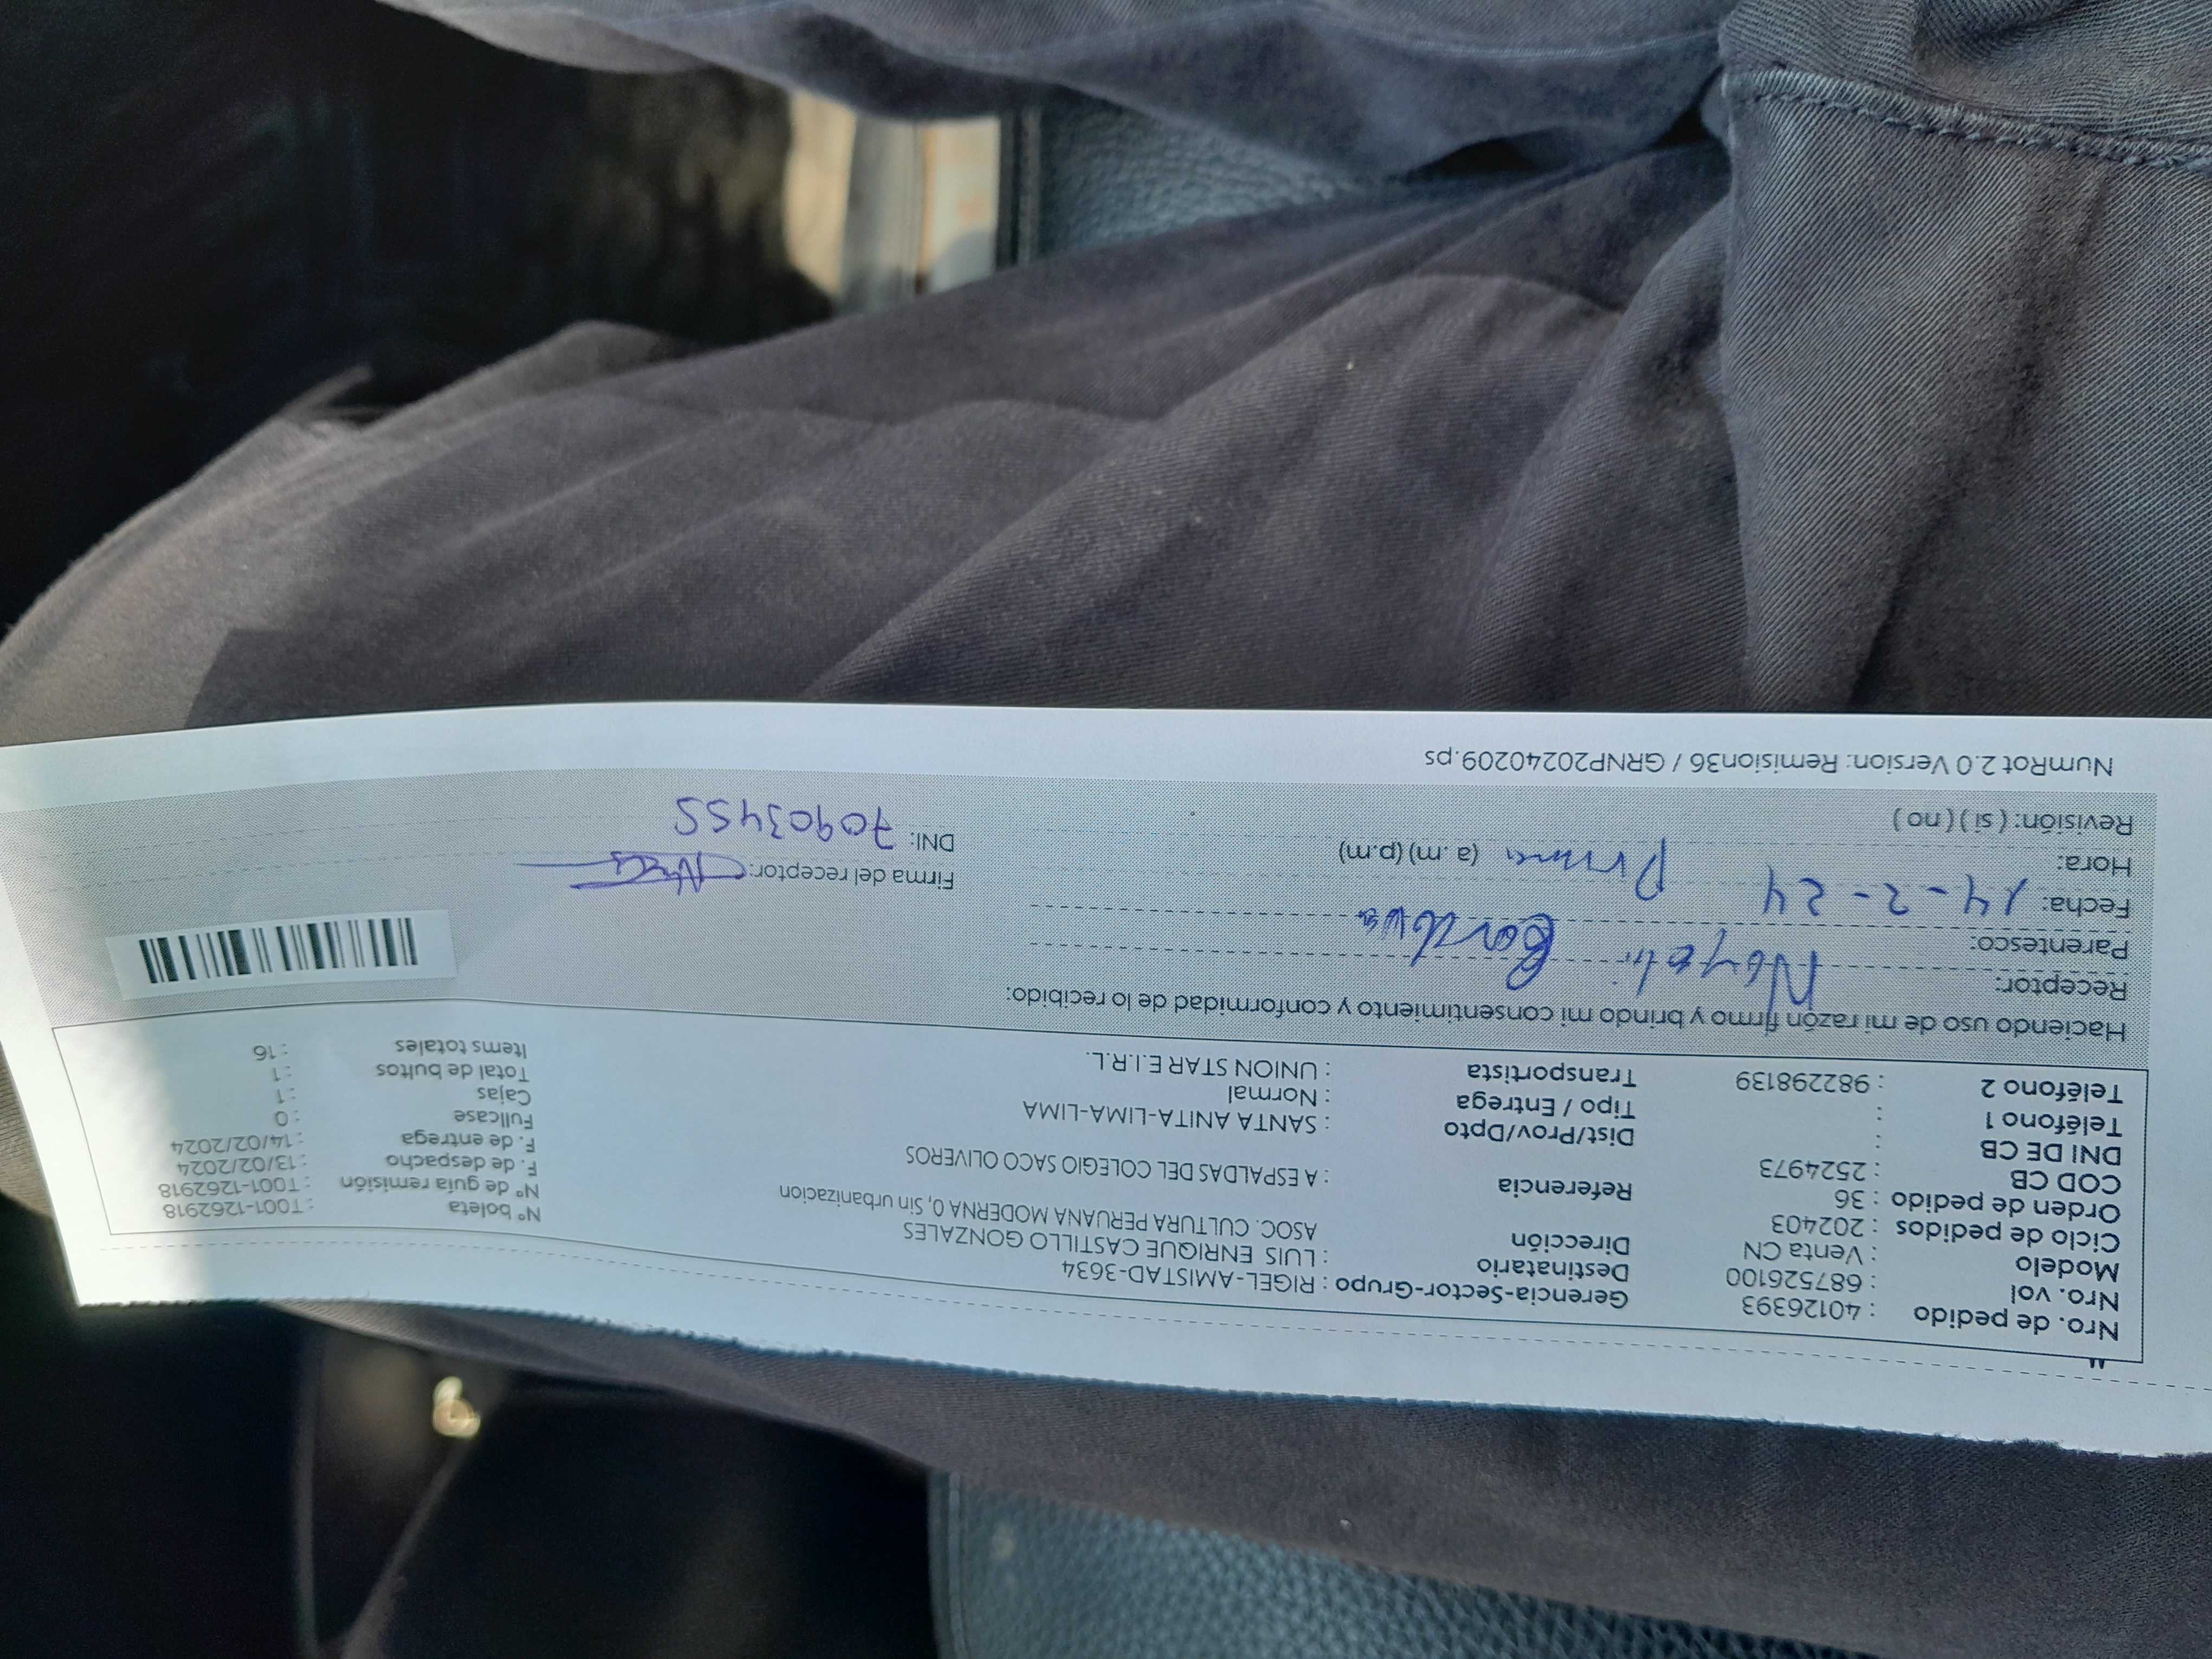 Nro. de pedido : 40126393
Nro. vol : 687526100
Modelo : Venta CN
Ciclo de pedidos : 202403
Orden de pedido : 36
COD CB : 2524973
DNI DE CB :
Teléfono 1 :
Teléfono 2 : 982298139
Gerencia-Sector-Grupo : RIGEL-AMISTAD-3634
Destinatario : LUIS ENRIQUE CASTILLO GONZALES
Dirección ASOC. CULTURA PERUANA MODERNA 0, Sin urbanizacion
Referencia : A ESPALDAS DEL COLEGIO SACO OLIVEROS
Dist/Prov/Dpto : SANTA ANITA-LIMA-LIMA
Tipo / Entrega : Normal
Transportista : UNION STAR E.I.R.L.
N° boleta : T001-1262918
N° de guía remisión : T001-1262918
F. de despacho : 13/02/2024
F. de entrega : 14/02/2024
Fullcase : 0
Cajas : 1
Total de bultos : 1
Items totales : 16
Haciendo uso de mi razón firmo y brindo mi consentimiento y conformidad de lo recibido:
Receptor:
Parentesco:
Fecha: 14-2-24
Hora: (a.m) (p.m)
Revisión: ( si ) ( no )
Firma del receptor:
DNI: 70903455
NumRot 2.0 Version: Remision36 / GRNP20240209.ps